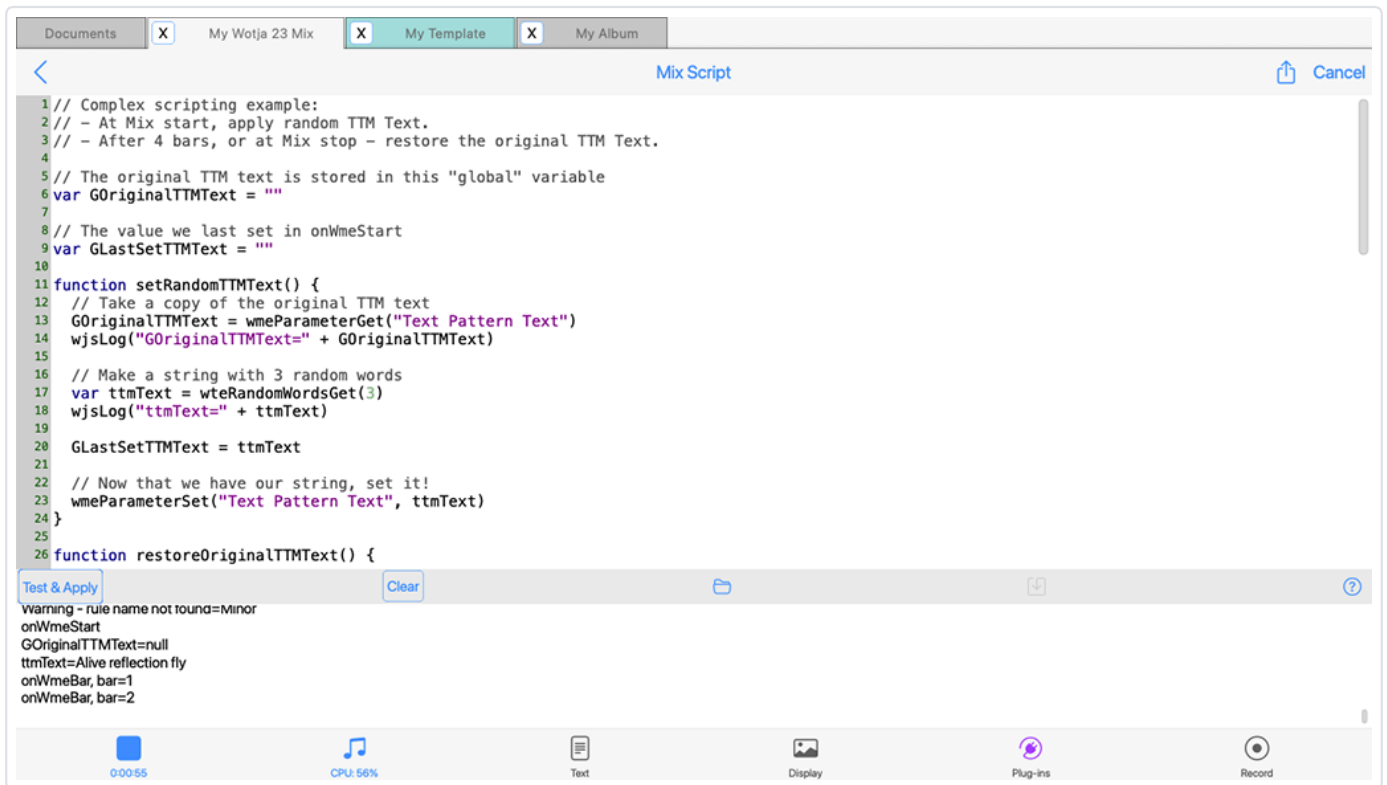 Documents X My Wotja 23 Mix X My Template X My Album
Mix Script Cancel
1 // Complex scripting example:
2 // - At Mix start, apply random TTM Text.
3 // - After 4 bars, or at Mix stop - restore the original TTM Text.
4
5 // The original TTM text is stored in this "global" variable
6 var GOriginalTTMText = ""
7
8 // The value we last set in onWmeStart
9 var GLastSetTTMText = ""
10
11 function setRandomTTMText() {
12 // Take a copy of the original TTM text
13 GOriginalTTMText = wmeParameterGet("Text Pattern Text")
14 wjsLog("GOriginalTTMText=" + GOriginalTTMText)
15
16 // Make a string with 3 random words
17 var ttmText = wteRandomWordsGet(3)
18 wjsLog("ttmText=" + ttmText)
19
20 GLastSetTTMText = ttmText
21
22 // Now that we have our string, set it!
23 wmeParameterSet("Text Pattern Text", ttmText)
24 }
25
26 function restoreOriginalTTMText() {
Test & Apply Clear ?
Warning - rule name not found=Minor
onWmeStart
GOriginalTTMText=null
ttmText=Alive reflection fly
onWmeBar, bar=1
onWmeBar, bar=2
0:00:55 CPU: 56% Text Display Plug-ins Record